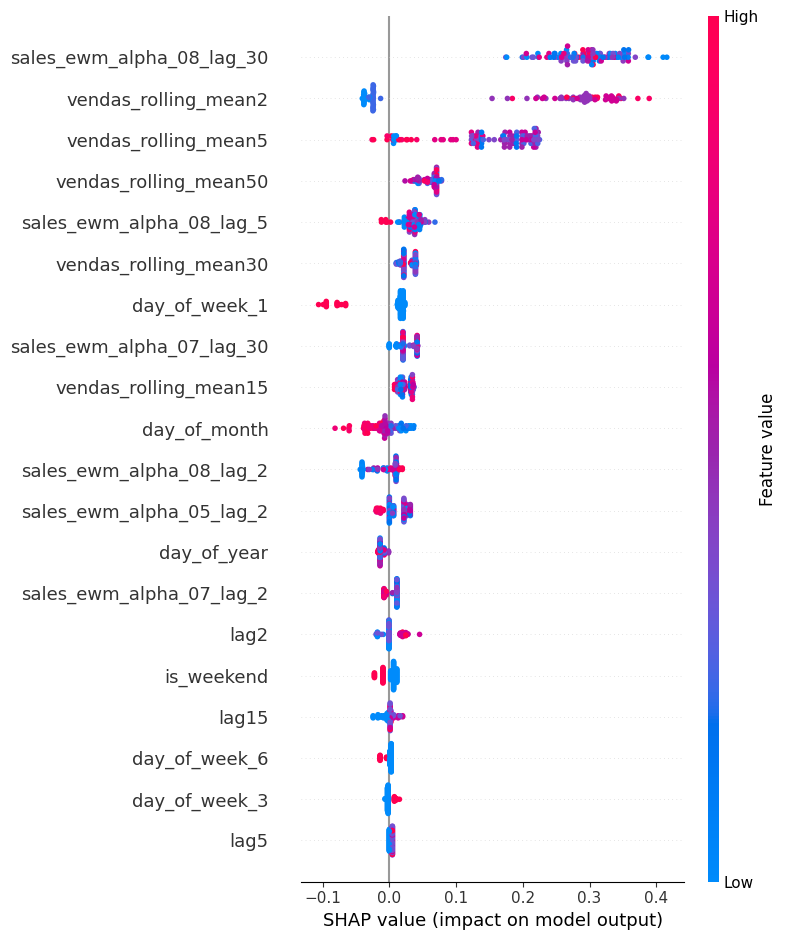 High
sales_ewm_alpha_08_lag_30
vendas_rolling_mean2
vendas_rolling_mean5
vendas_rolling_mean50
sales_ewm_alpha_08_lag_5
vendas_rolling_mean30
day_of_week_1
sales_ewm_alpha_07_lag_30
vendas_rolling_mean15
day_of_month
sales_ewm_alpha_08_lag_2
sales_ewm_alpha_05_lag_2
day_of_year
sales_ewm_alpha_07_lag_2
lag2
is_weekend
lag15
day_of_week_6
day_of_week_3
lag5
Feature value
Low
−0.1 0.0 0.1 0.2 0.3 0.4
SHAP value (impact on model output)